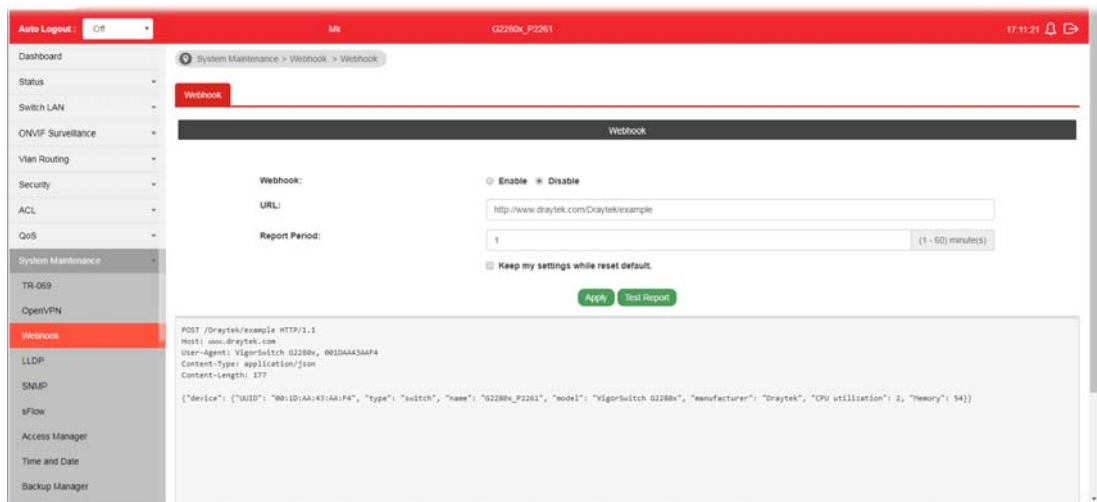 Auto Logout : Off Mk G2280x_P2261 17:11:21
Dashboard
System Maintenance > Webhook > Webhook
Status
Webhook
Switch LAN
ONVIF Surveillance
Webhook
Vlan Routing
Security
Webhook: Enable Disable
ACL
URL: http://www.draytek.com/Draytek/example
QoS
Report Period: 1 (1 - 60) minute(s)
System Maintenance
Keep my settings while reset default.
TR-069
Apply Test Report
OpenVPN
Webhook
LLDP
SNMP
sFlow
Access Manager
Time and Date
Backup Manager
POST /Draytek/example HTTP/1.1
Host: www.draytek.com
User-Agent: VigorSwitch G2280x, 001DAA43AAF4
Content-Type: application/json
Content-Length: 177
{"device": {"UUID": "00:1D:AA:43:AA:F4", "type": "switch", "name": "G2280x_P2261", "model": "VigorSwitch G2280x", "manufacturer": "Draytek", "CPU utilization": 2, "Memory": 54}}